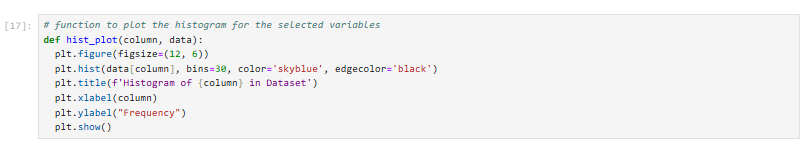 [17]: # function to plot the histogram for the selected variables
def hist_plot(column, data):
  plt.figure(figsize=(12, 6))
  plt.hist(data[column], bins=30, color='skyblue', edgecolor='black')
  plt.title(f'Histogram of {column} in Dataset')
  plt.xlabel(column)
  plt.ylabel("Frequency")
  plt.show()